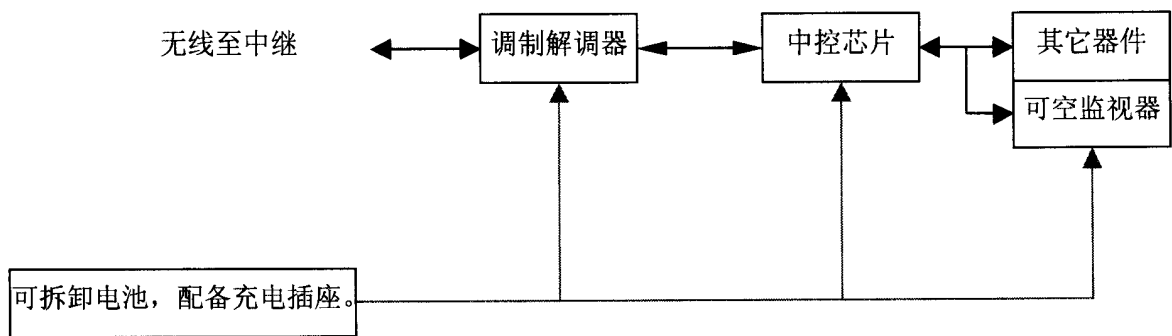 无线至中继
调制解调器
中控芯片
其它器件
可空监视器
可拆卸电池，配备充电插座。